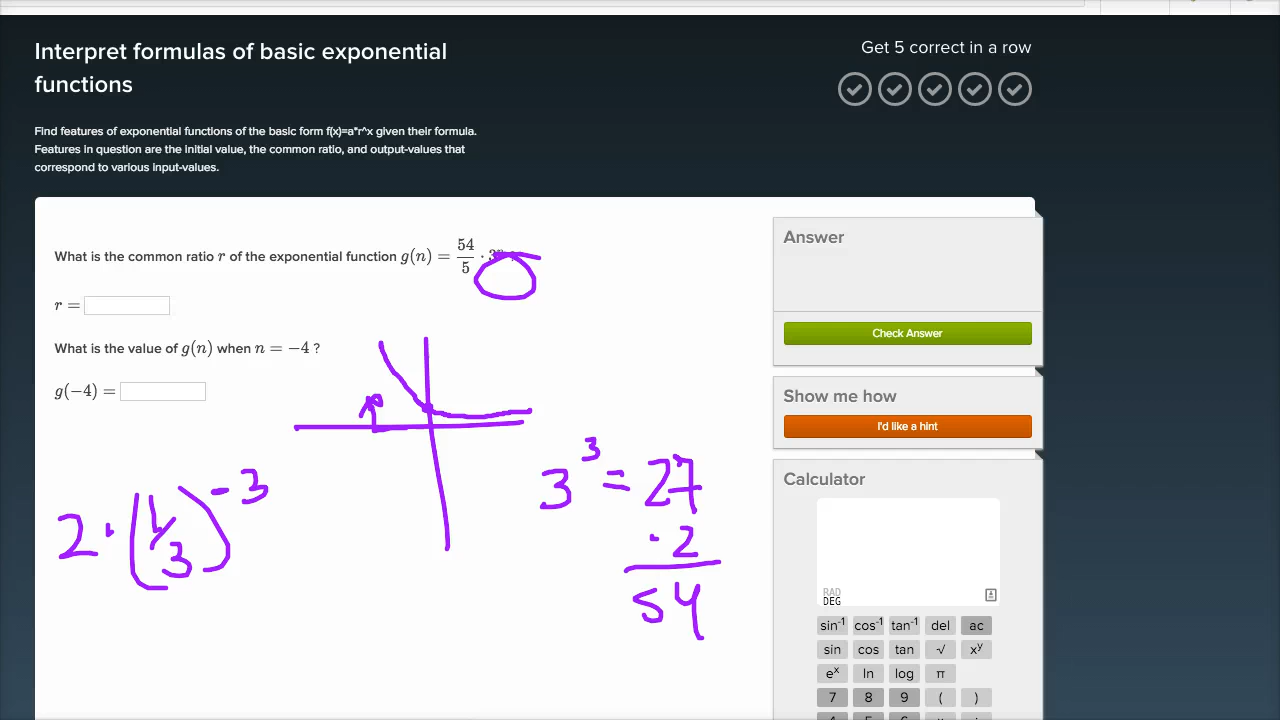 Interpret formulas of basic exponential
functions
Get 5 correct in a row
Find features of exponential functions of the basic form f(x)=a*r^x given their formula.
Features in question are the initial value, the common ratio, and output-values that
correspond to various input-values.
What is the common ratio r of the exponential function g(n) = 54/5 · 3ⁿ
r =
What is the value of g(n) when n = −4 ?
g(−4) =
2 · (1/3)⁻³
3³ = 27
· 2
54
Answer
Check Answer
Show me how
I'd like a hint
Calculator
RAD
DEG
sin⁻¹ cos⁻¹ tan⁻¹ del ac
sin cos tan √ xʸ
eˣ ln log π
7 8 9 ( )